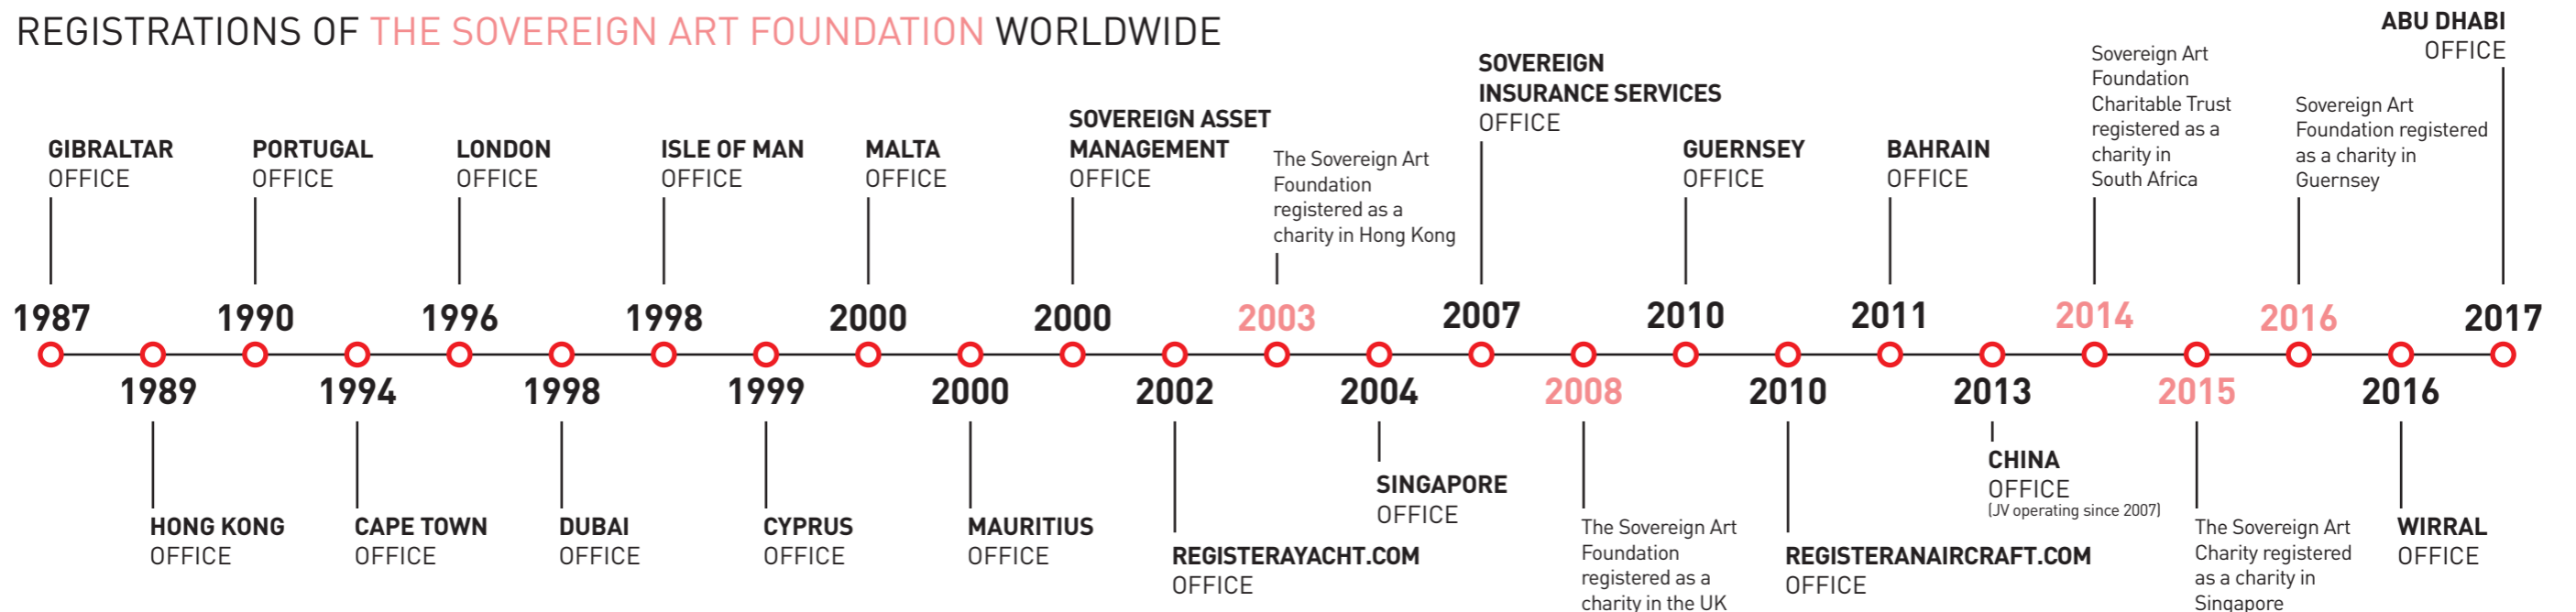 REGISTRATIONS OF THE SOVEREIGN ART FOUNDATION WORLDWIDE
GIBRALTAR
OFFICE
1987
1989
HONG KONG
OFFICE
PORTUGAL
OFFICE
1990
1994
CAPE TOWN
OFFICE
LONDON
OFFICE
1996
1998
DUBAI
OFFICE
ISLE OF MAN
OFFICE
1998
1999
CYPRUS
OFFICE
MALTA
OFFICE
2000
2000
MAURITIUS
OFFICE
SOVEREIGN ASSET
MANAGEMENT
OFFICE
2000
2002
REGISTERAYACHT.COM
OFFICE
The Sovereign Art
Foundation
registered as a
charity in Hong Kong
2003
2004
SINGAPORE
OFFICE
SOVEREIGN
INSURANCE SERVICES
OFFICE
2007
2008
The Sovereign Art
Foundation
registered as a
charity in the UK
GUERNSEY
OFFICE
2010
2010
REGISTERANAIRCRAFT.COM
OFFICE
BAHRAIN
OFFICE
2011
2013
CHINA
OFFICE
(JV operating since 2007)
Sovereign Art
Foundation
Charitable Trust
registered as a
charity in
South Africa
2014
2015
The Sovereign Art
Charity registered
as a charity in
Singapore
Sovereign Art
Foundation registered
as a charity in
Guernsey
2016
2016
WIRRAL
OFFICE
ABU DHABI
OFFICE
2017